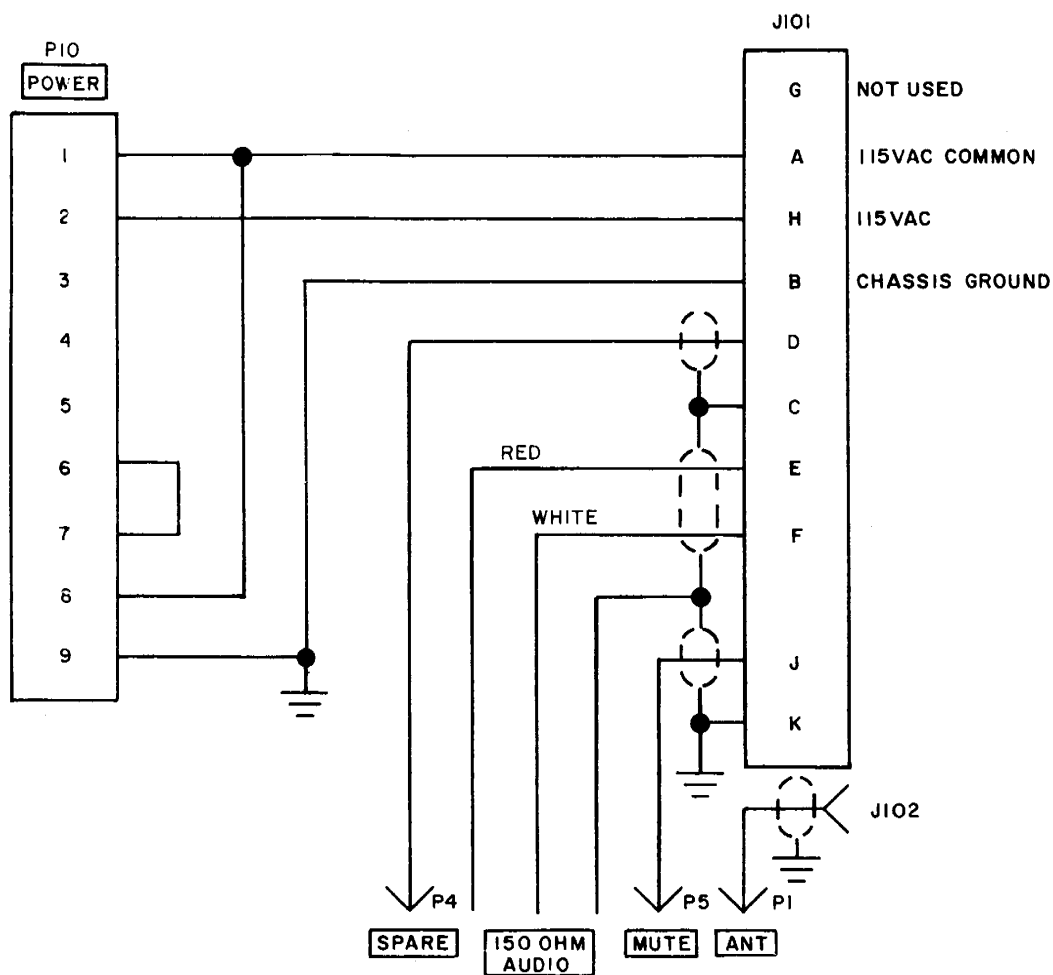 P10
POWER
1
2
3
4
5
6
7
8
9
J101
G NOT USED
A 115VAC COMMON
H 115VAC
B CHASSIS GROUND
D
C
E
F
J
K
RED
WHITE
J102
P4
SPARE
150 OHM
AUDIO
P5
MUTE
P1
ANT